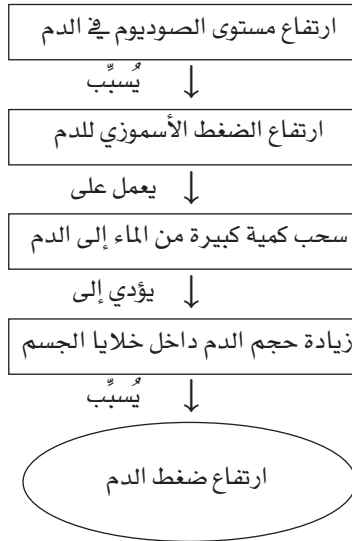 ارتفاع مستوى الصوديوم في الدم
يُسبِّب
ارتفاع الضغط الأسموزي للدم
يعمل على
سحب كمية كبيرة من الماء إلى الدم
يؤدي إلى
زيادة حجم الدم داخل خلايا الجسم
يُسبِّب
ارتفاع ضغط الدم